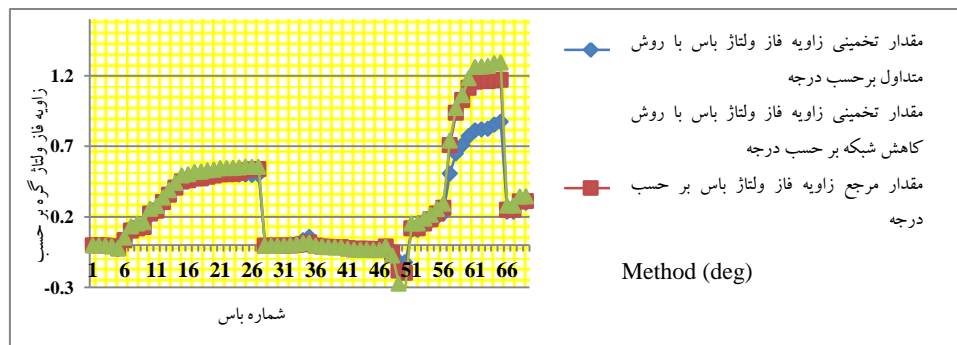 زاویه فاز ولتاژ گره بر حسب
1.2
0.7
0.2
-0.3
1 6 11 16 21 26 31 36 41 46 51 56 61 66
شماره باس
مقدار تخمینی زاویه فاز ولتاژ باس با روش
متداول برحسب درجه
مقدار تخمینی زاویه فاز ولتاژ باس با روش
کاهش شبکه بر حسب درجه
مقدار مرجع زاویه فاز ولتاژ باس بر حسب
درجه
Method (deg)